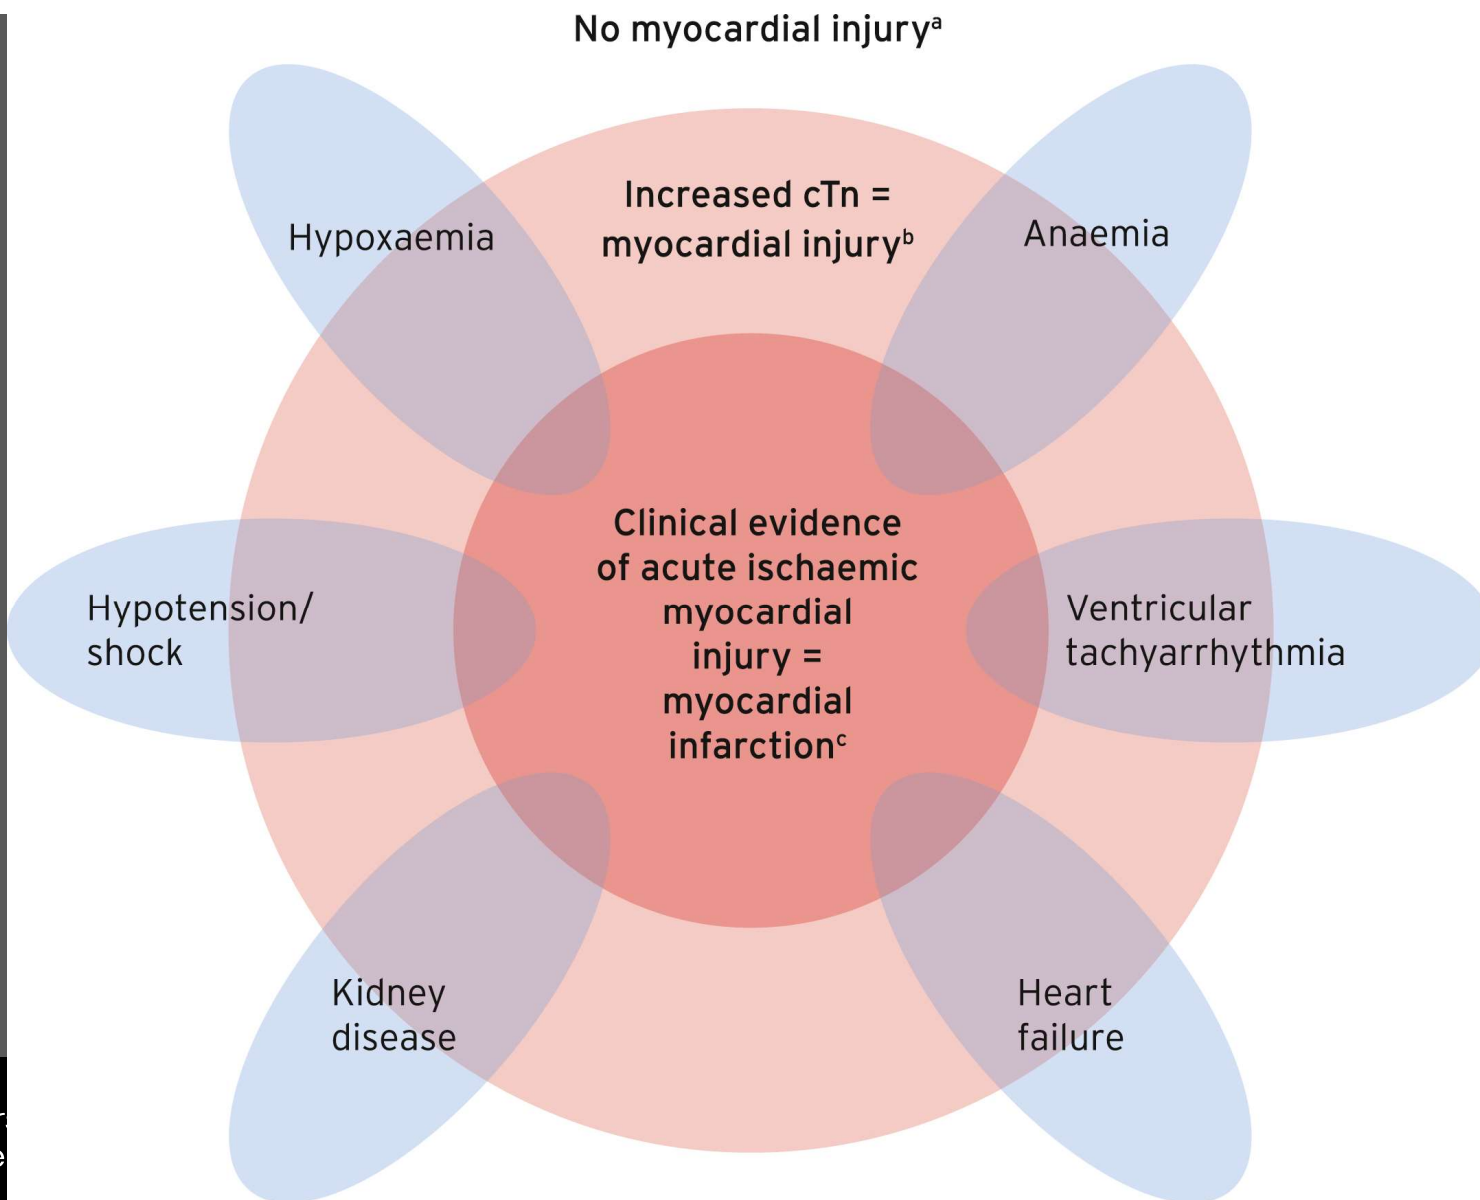 No myocardial injuryᵃ
Increased cTn =
myocardial injuryᵇ
Hypoxaemia
Anaemia
Clinical evidence
of acute ischaemic
myocardial
injury =
myocardial
infarctionᶜ
Hypotension/
shock
Ventricular
tachyarrhythmia
Kidney
disease
Heart
failure